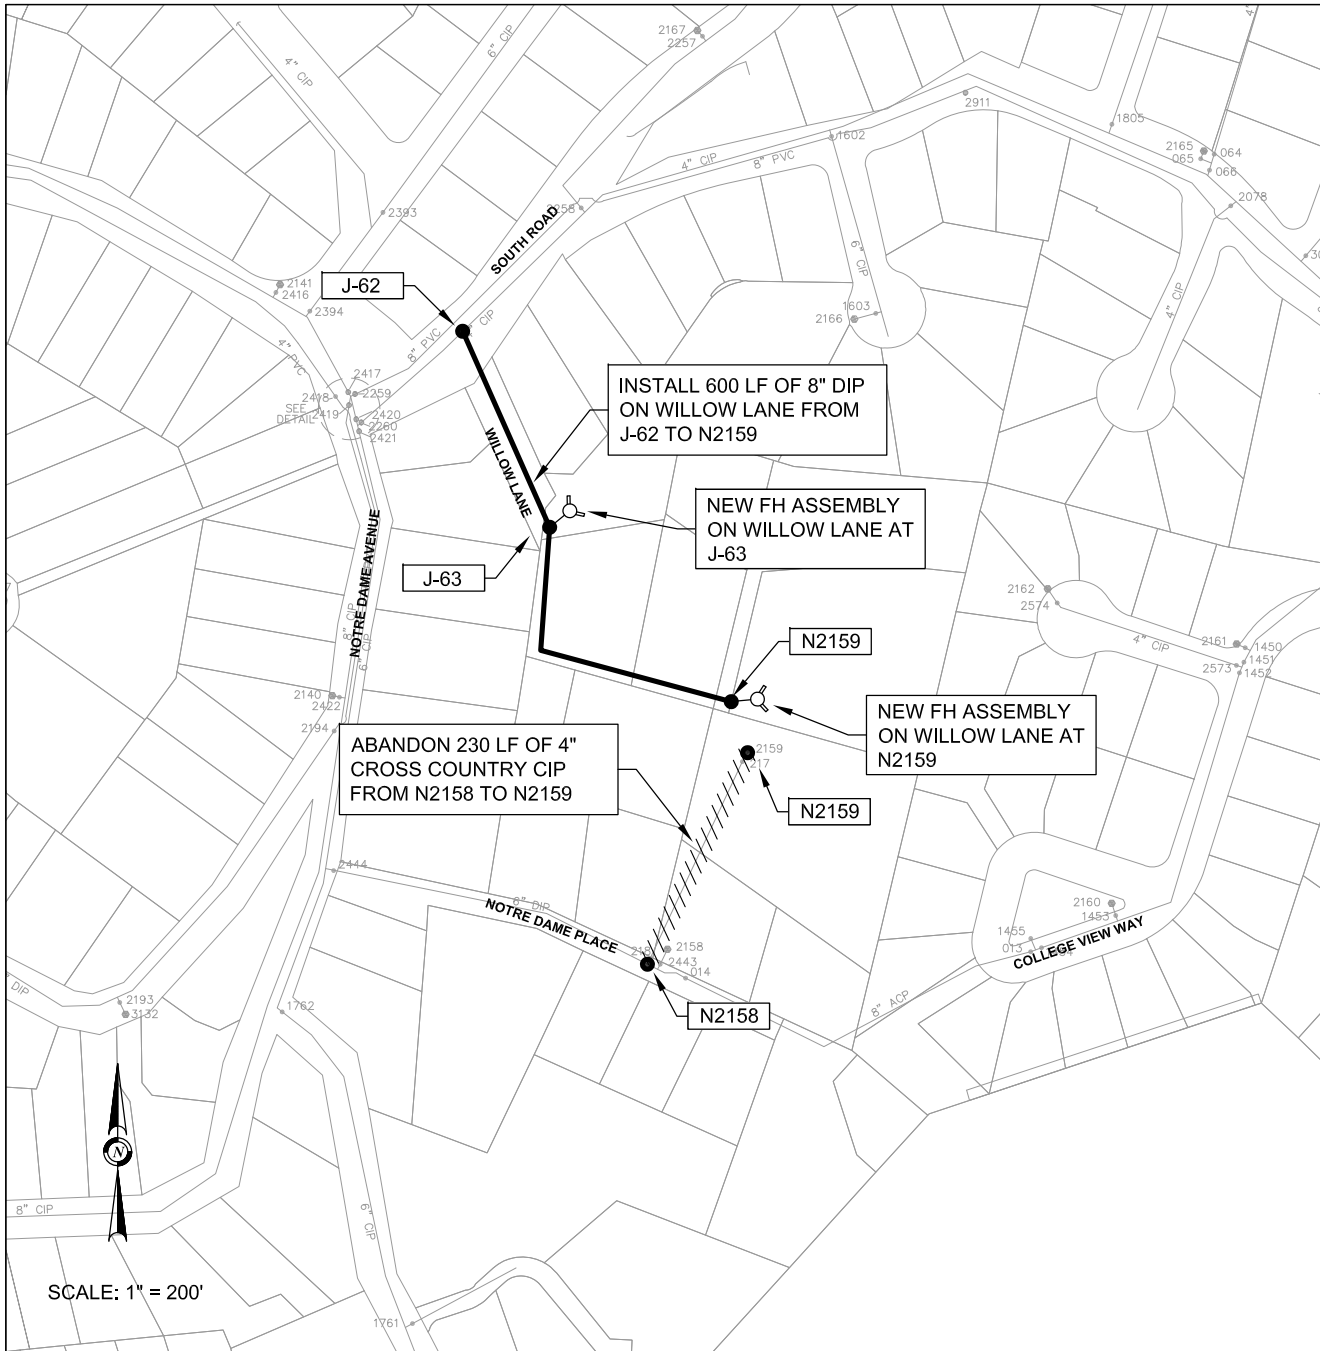 2167
2257
6" CIP
4" CIP
2911
1805
1602
4" CIP
8" PVC
2165
065
064
066
2078
2393
2258
SOUTH ROAD
6" CIP
4" CIP
J-62
2141
2416
2394
1603
2166
4" PVC
8" PVC
CIP
2417
2418
2259
SEE
DETAIL
2419
2420
2260
2421
INSTALL 600 LF OF 8" DIP
ON WILLOW LANE FROM
J-62 TO N2159
WILLOW LANE
NEW FH ASSEMBLY
ON WILLOW LANE AT
J-63
J-63
NOTRE DAME AVENUE
8" CIP
6" CIP
2162
2574
4" CIP
2161
1450
1451
2573
1452
N2159
2140
2422
2194
NEW FH ASSEMBLY
ON WILLOW LANE AT
N2159
ABANDON 230 LF OF 4"
CROSS COUNTRY CIP
FROM N2158 TO N2159
2159
217
N2159
2444
6" DIP
NOTRE DAME PLACE
2160
1453
1455
013
COLLEGE VIEW WAY
2158
2443
014
N2158
8" ACP
DIP
2193
3132
1762
N
8" CIP
6" CIP
SCALE: 1" = 200'
1761